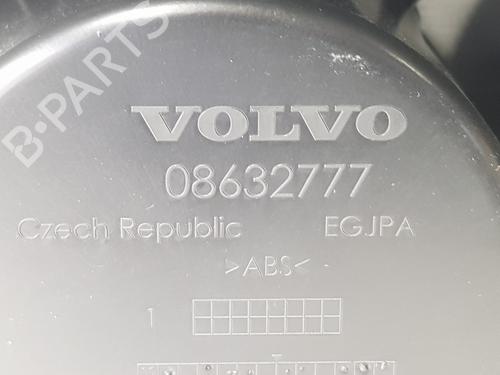 B-PARTS
VOLVO
08632777
Czech Republic EGJPA
>ABS<
1